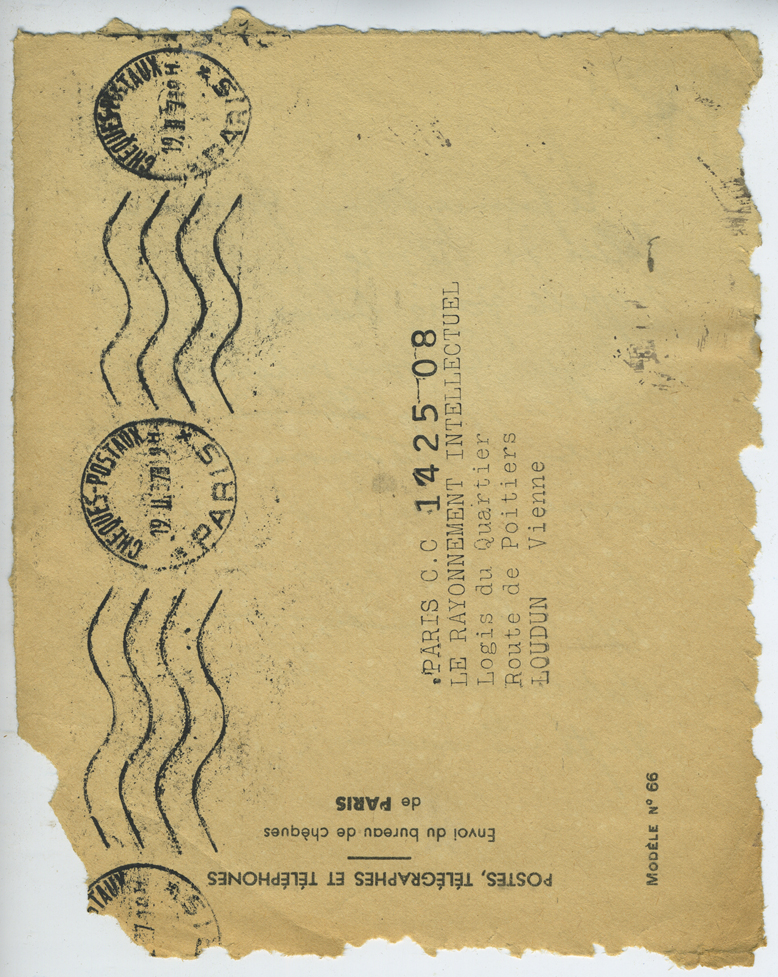 POSTES, TÉLÉGRAPHES ET TÉLÉPHONES
Envoi du bureau de chèques
de PARIS
MODÈLE N° 66
PARIS C.C 1425-08
LE RAYONNEMENT INTELLECTUEL
Logis du Quartier
Route de Poitiers
LOUDUN Vienne
CHEQUES-POSTAUX
PARIS
CHEQUES-POSTAUX
PARIS